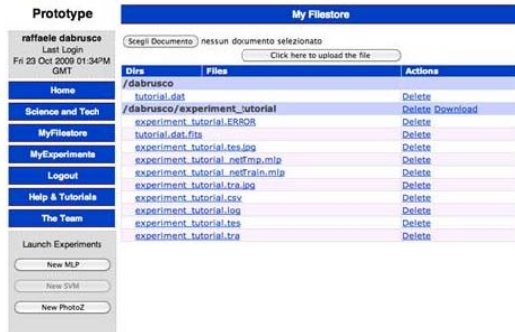 Prototype
raffaele dabrusco
Last Login
Fri 23 Oct 2009 01:34PM
GMT
Home
Science and Tech
MyFilestore
MyExperiments
Logout
Help & Tutorials
The Team
Launch Experiments
New MLP
New SVM
New PhotoZ
My Filestore
Scegli Documento nessun documento selezionato
Click here to upload the file
Dirs Files Actions
/dabrusco
tutorial.dat Delete
/dabrusco/experiment_tutorial Delete Download
experiment_tutorial.ERROR Delete
tutorial.dat.fits Delete
experiment_tutorial.tes.jpg Delete
experiment_tutorial_netTmp.mlp Delete
experiment_tutorial_netTrain.mlp Delete
experiment_tutorial.tra.jpg Delete
experiment_tutorial.csv Delete
experiment_tutorial.log Delete
experiment_tutorial.tes Delete
experiment_tutorial.tra Delete